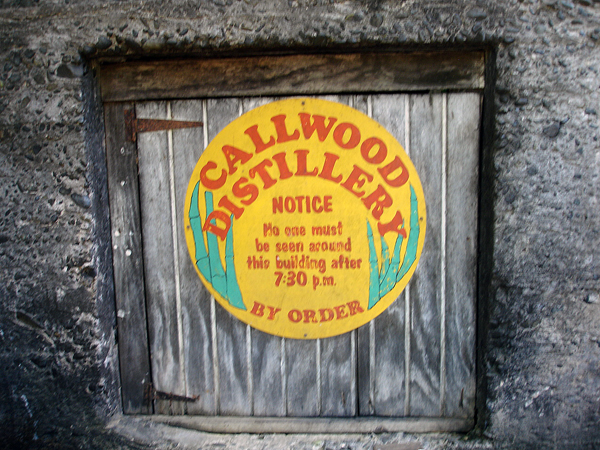 CALLWOOD
DISTILLERY
NOTICE
No one must
be seen around
this building after
7:30 p.m.
BY ORDER